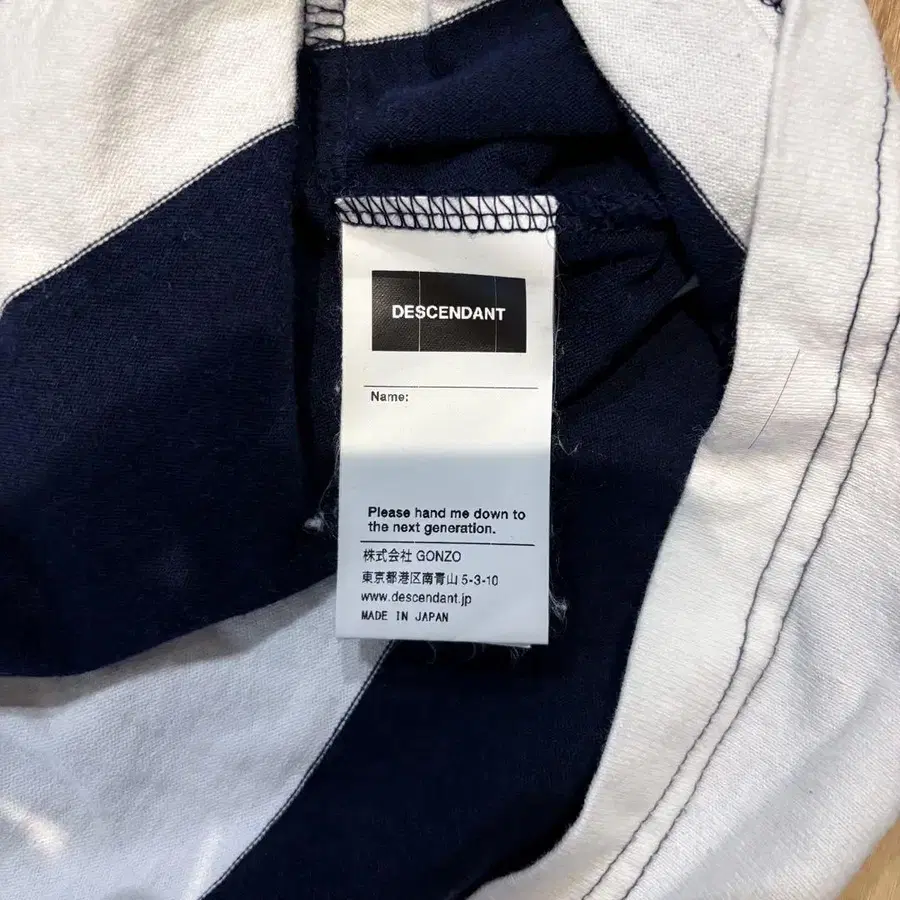 DESCENDANT
Name:
Please hand me down to
the next generation.
株式会社 GONZO
東京都港区南青山 5-3-10
www.descendant.jp
MADE IN JAPAN